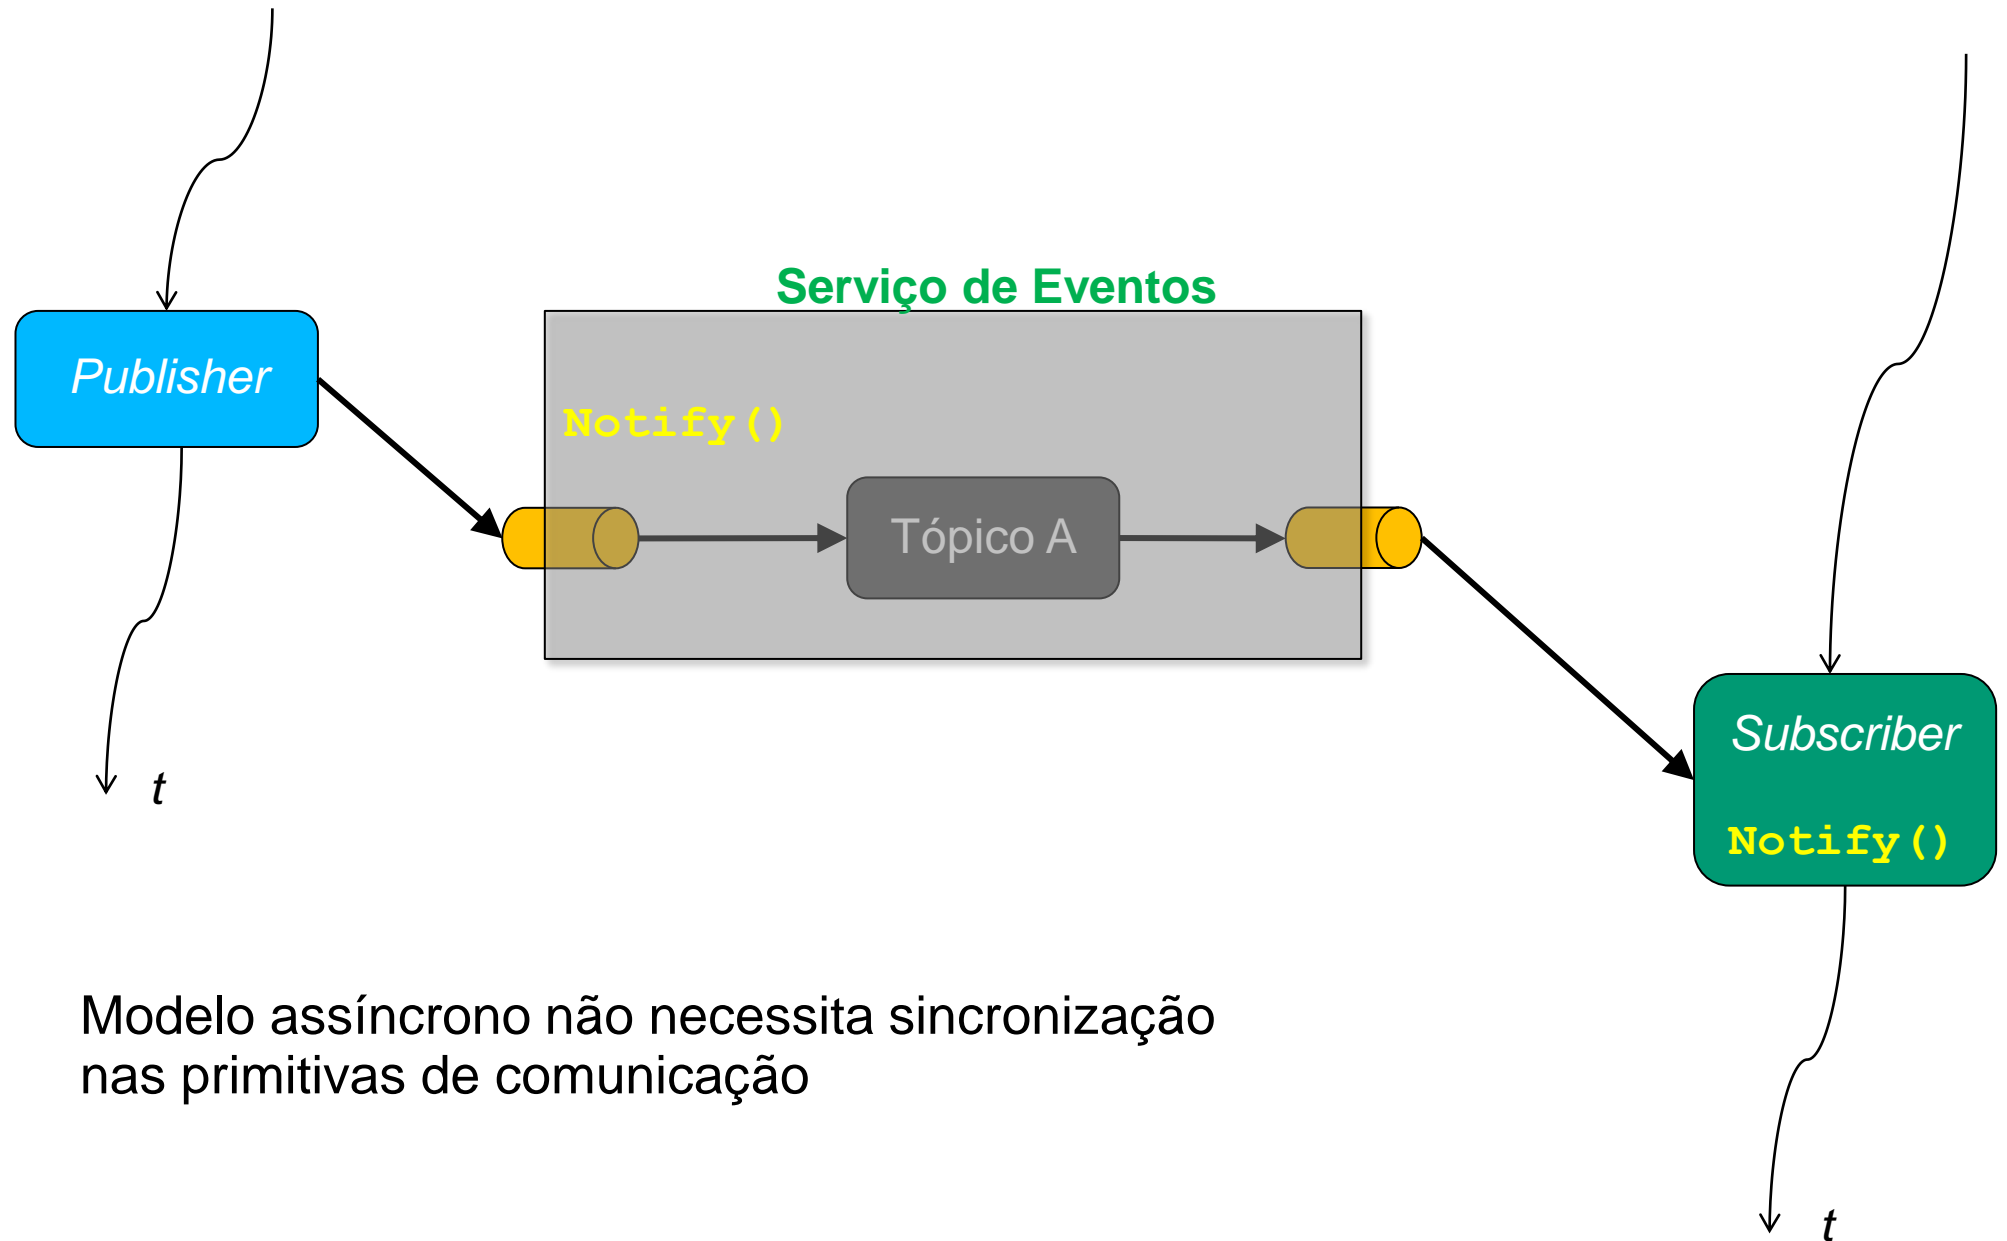 Serviço de Eventos
Publisher
Notify()
Tópico A
Subscriber
Notify()
t
Modelo assíncrono não necessita sincronização
nas primitivas de comunicação
t